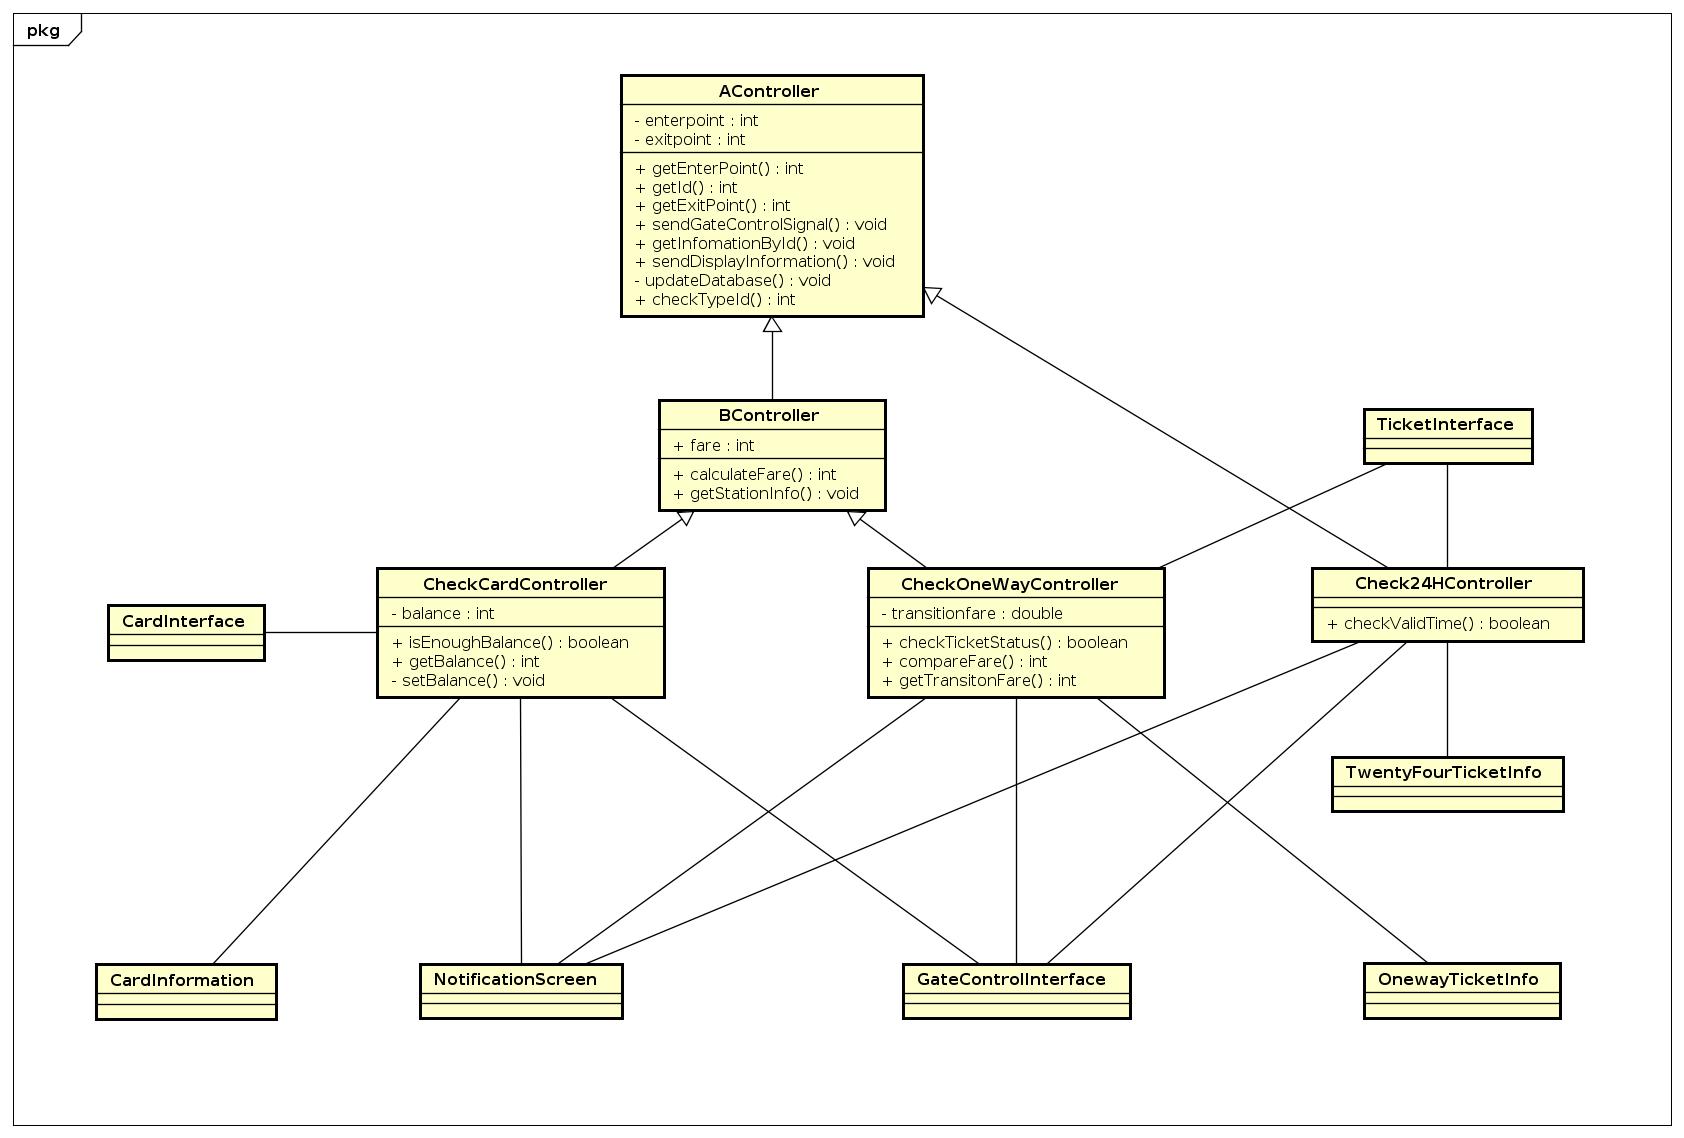 pkg
AController
- enterpoint : int
- exitpoint : int
+ getEnterPoint() : int
+ getId() : int
+ getExitPoint() : int
+ sendGateControlSignal() : void
+ getInfomationById() : void
+ sendDisplayInformation() : void
- updateDatabase() : void
+ checkTypeId() : int
BController
+ fare : int
+ calculateFare() : int
+ getStationInfo() : void
TicketInterface
CardInterface
CheckCardController
- balance : int
+ isEnoughBalance() : boolean
+ getBalance() : int
- setBalance() : void
CheckOneWayController
- transitionfare : double
+ checkTicketStatus() : boolean
+ compareFare() : int
+ getTransitonFare() : int
Check24HController
+ checkValidTime() : boolean
TwentyFourTicketInfo
CardInformation
NotificationScreen
GateControlInterface
OnewayTicketInfo